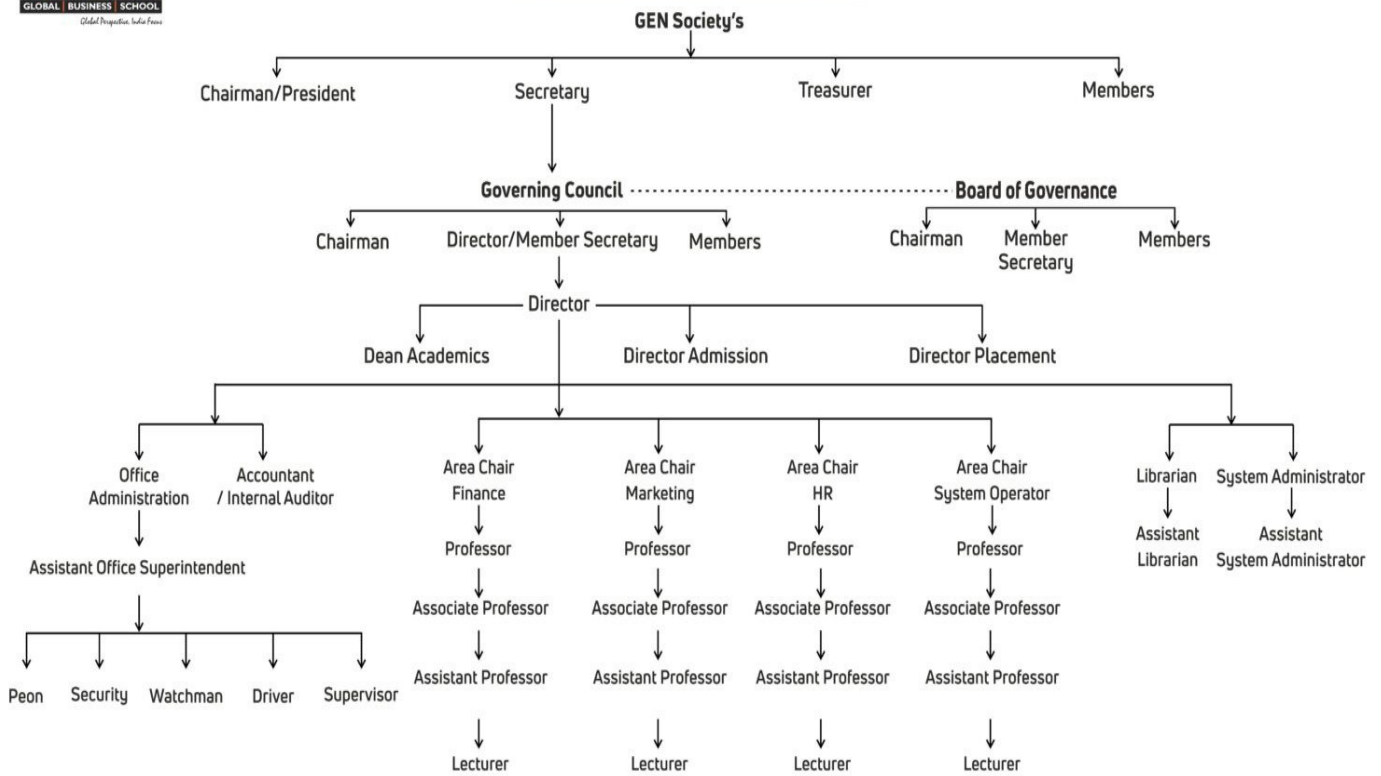 GLOBAL BUSINESS SCHOOL
Global Perspective, India Focus
GEN Society's
Chairman/President
Secretary
Treasurer
Members
Governing Council
Board of Governance
Chairman
Director/Member Secretary
Members
Chairman
Member
Secretary
Members
Director
Dean Academics
Director Admission
Director Placement
Office
Administration
Accountant
/ Internal Auditor
Assistant Office Superintendent
Peon
Security
Watchman
Driver
Supervisor
Area Chair
Finance
Professor
Associate Professor
Assistant Professor
Lecturer
Area Chair
Marketing
Professor
Associate Professor
Assistant Professor
Lecturer
Area Chair
HR
Professor
Associate Professor
Assistant Professor
Lecturer
Area Chair
System Operator
Professor
Associate Professor
Assistant Professor
Lecturer
Librarian
Assistant
Librarian
System Administrator
Assistant
System Administrator